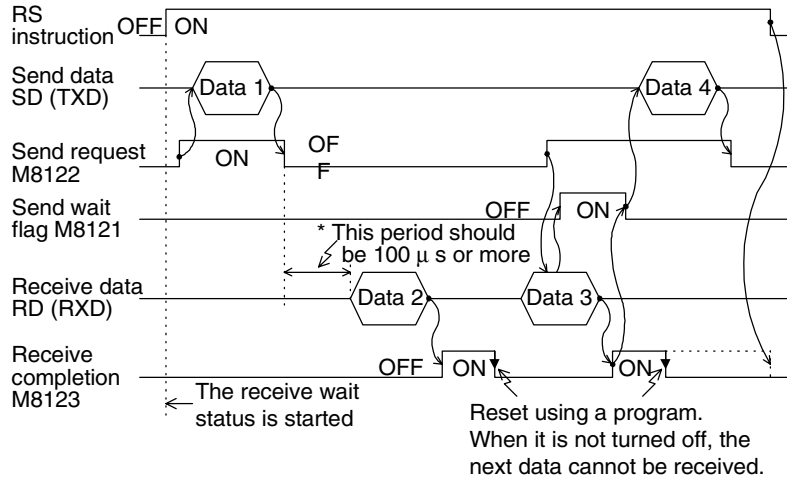 RS
instruction
OFF
ON
Send data
SD (TXD)
Data 1
Data 4
Send request
M8122
ON
OF
F
Send wait
flag M8121
OFF
ON
* This period should
be 100 μ s or more
Receive data
RD (RXD)
Data 2
Data 3
Receive
completion
M8123
OFF
ON
ON
The receive wait
status is started
Reset using a program.
When it is not turned off, the
next data cannot be received.